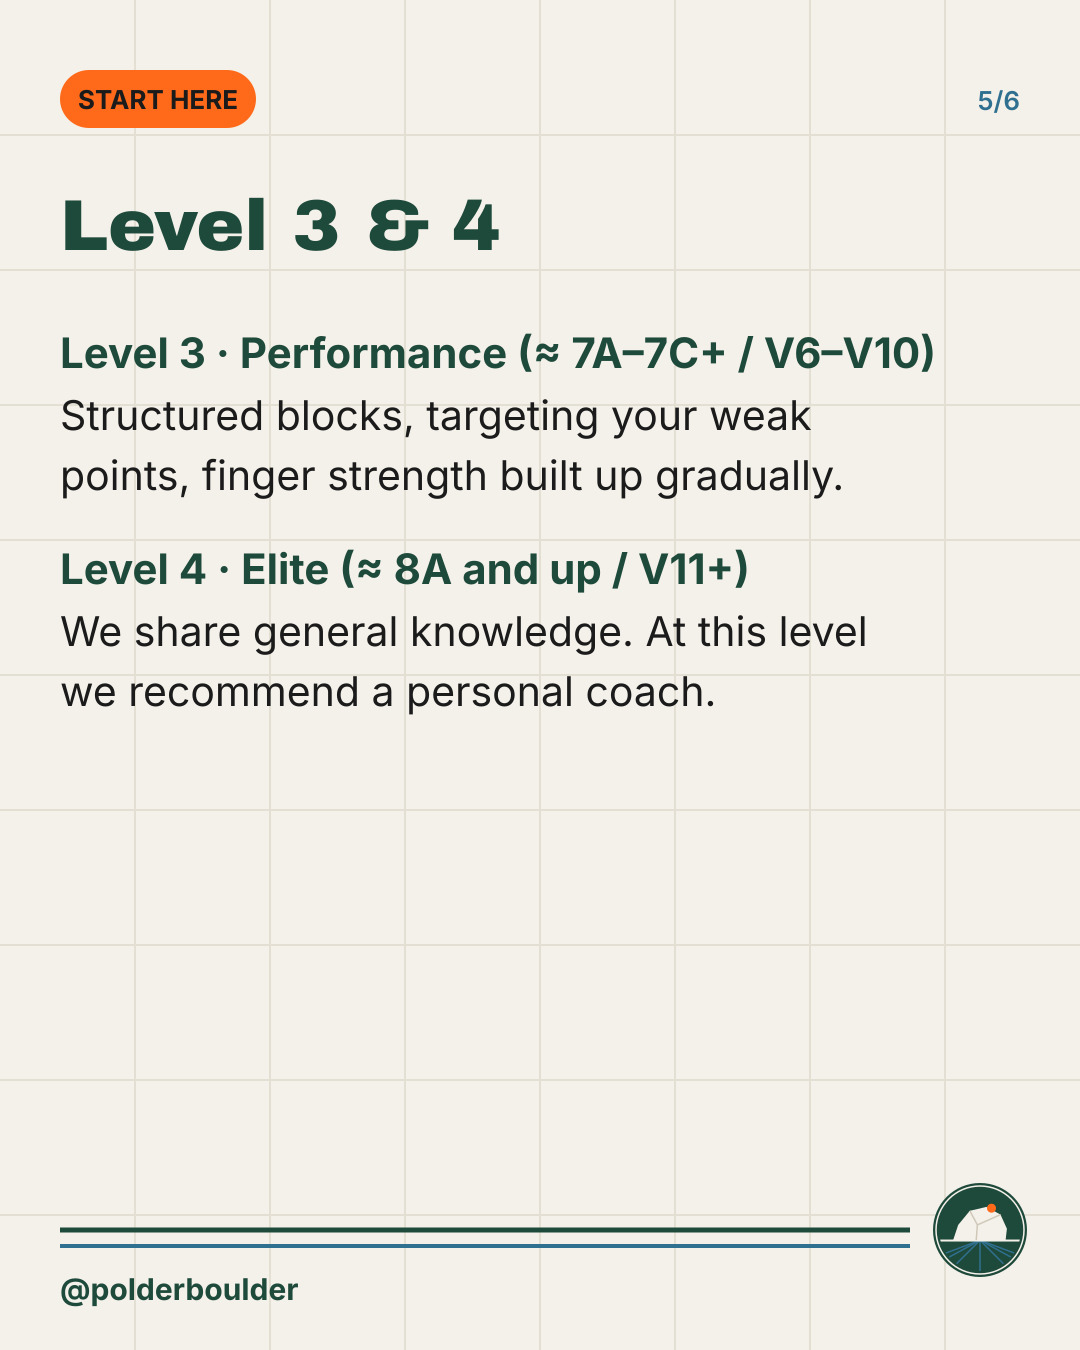 START HERE
5/6
Level 3 & 4
Level 3 · Performance (≈ 7A–7C+ / V6–V10)
Structured blocks, targeting your weak
points, finger strength built up gradually.
Level 4 · Elite (≈ 8A and up / V11+)
We share general knowledge. At this level
we recommend a personal coach.
@polderboulder